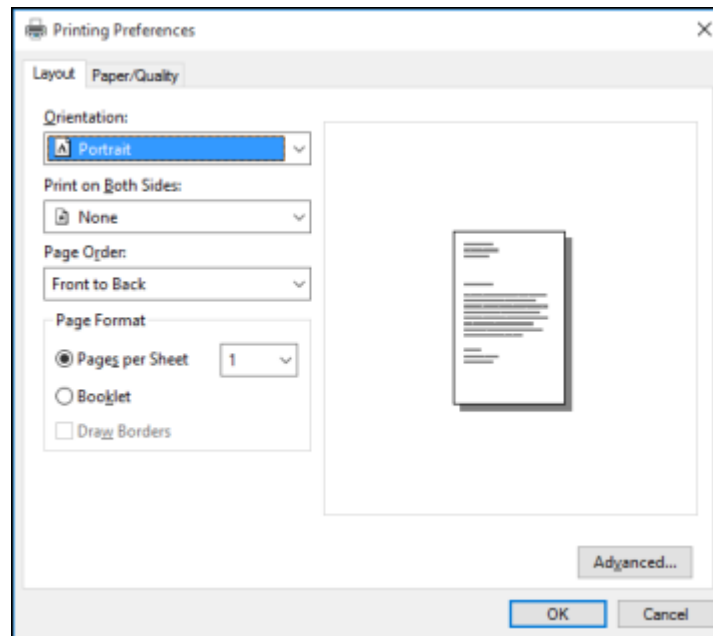 Printing Preferences
Layout Paper/Quality
Orientation:
Portrait
Print on Both Sides:
None
Page Order:
Front to Back
Page Format
Pages per Sheet 1
Booklet
Draw Borders
Advanced...
OK Cancel